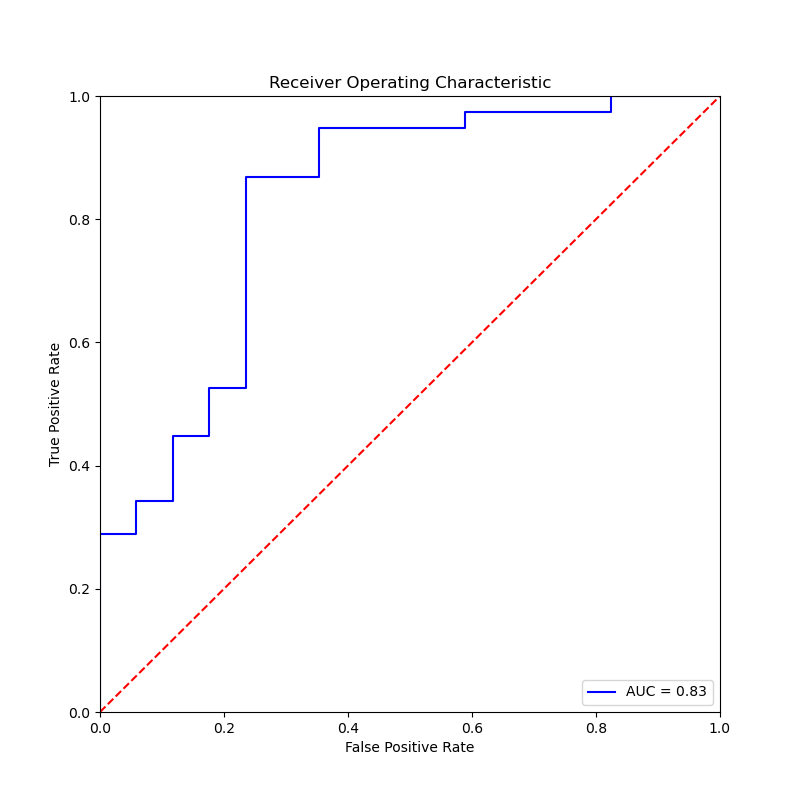 Receiver Operating Characteristic
1.0
0.8
0.6
0.4
0.2
0.0
True Positive Rate
AUC = 0.83
0.0 0.2 0.4 0.6 0.8 1.0
False Positive Rate